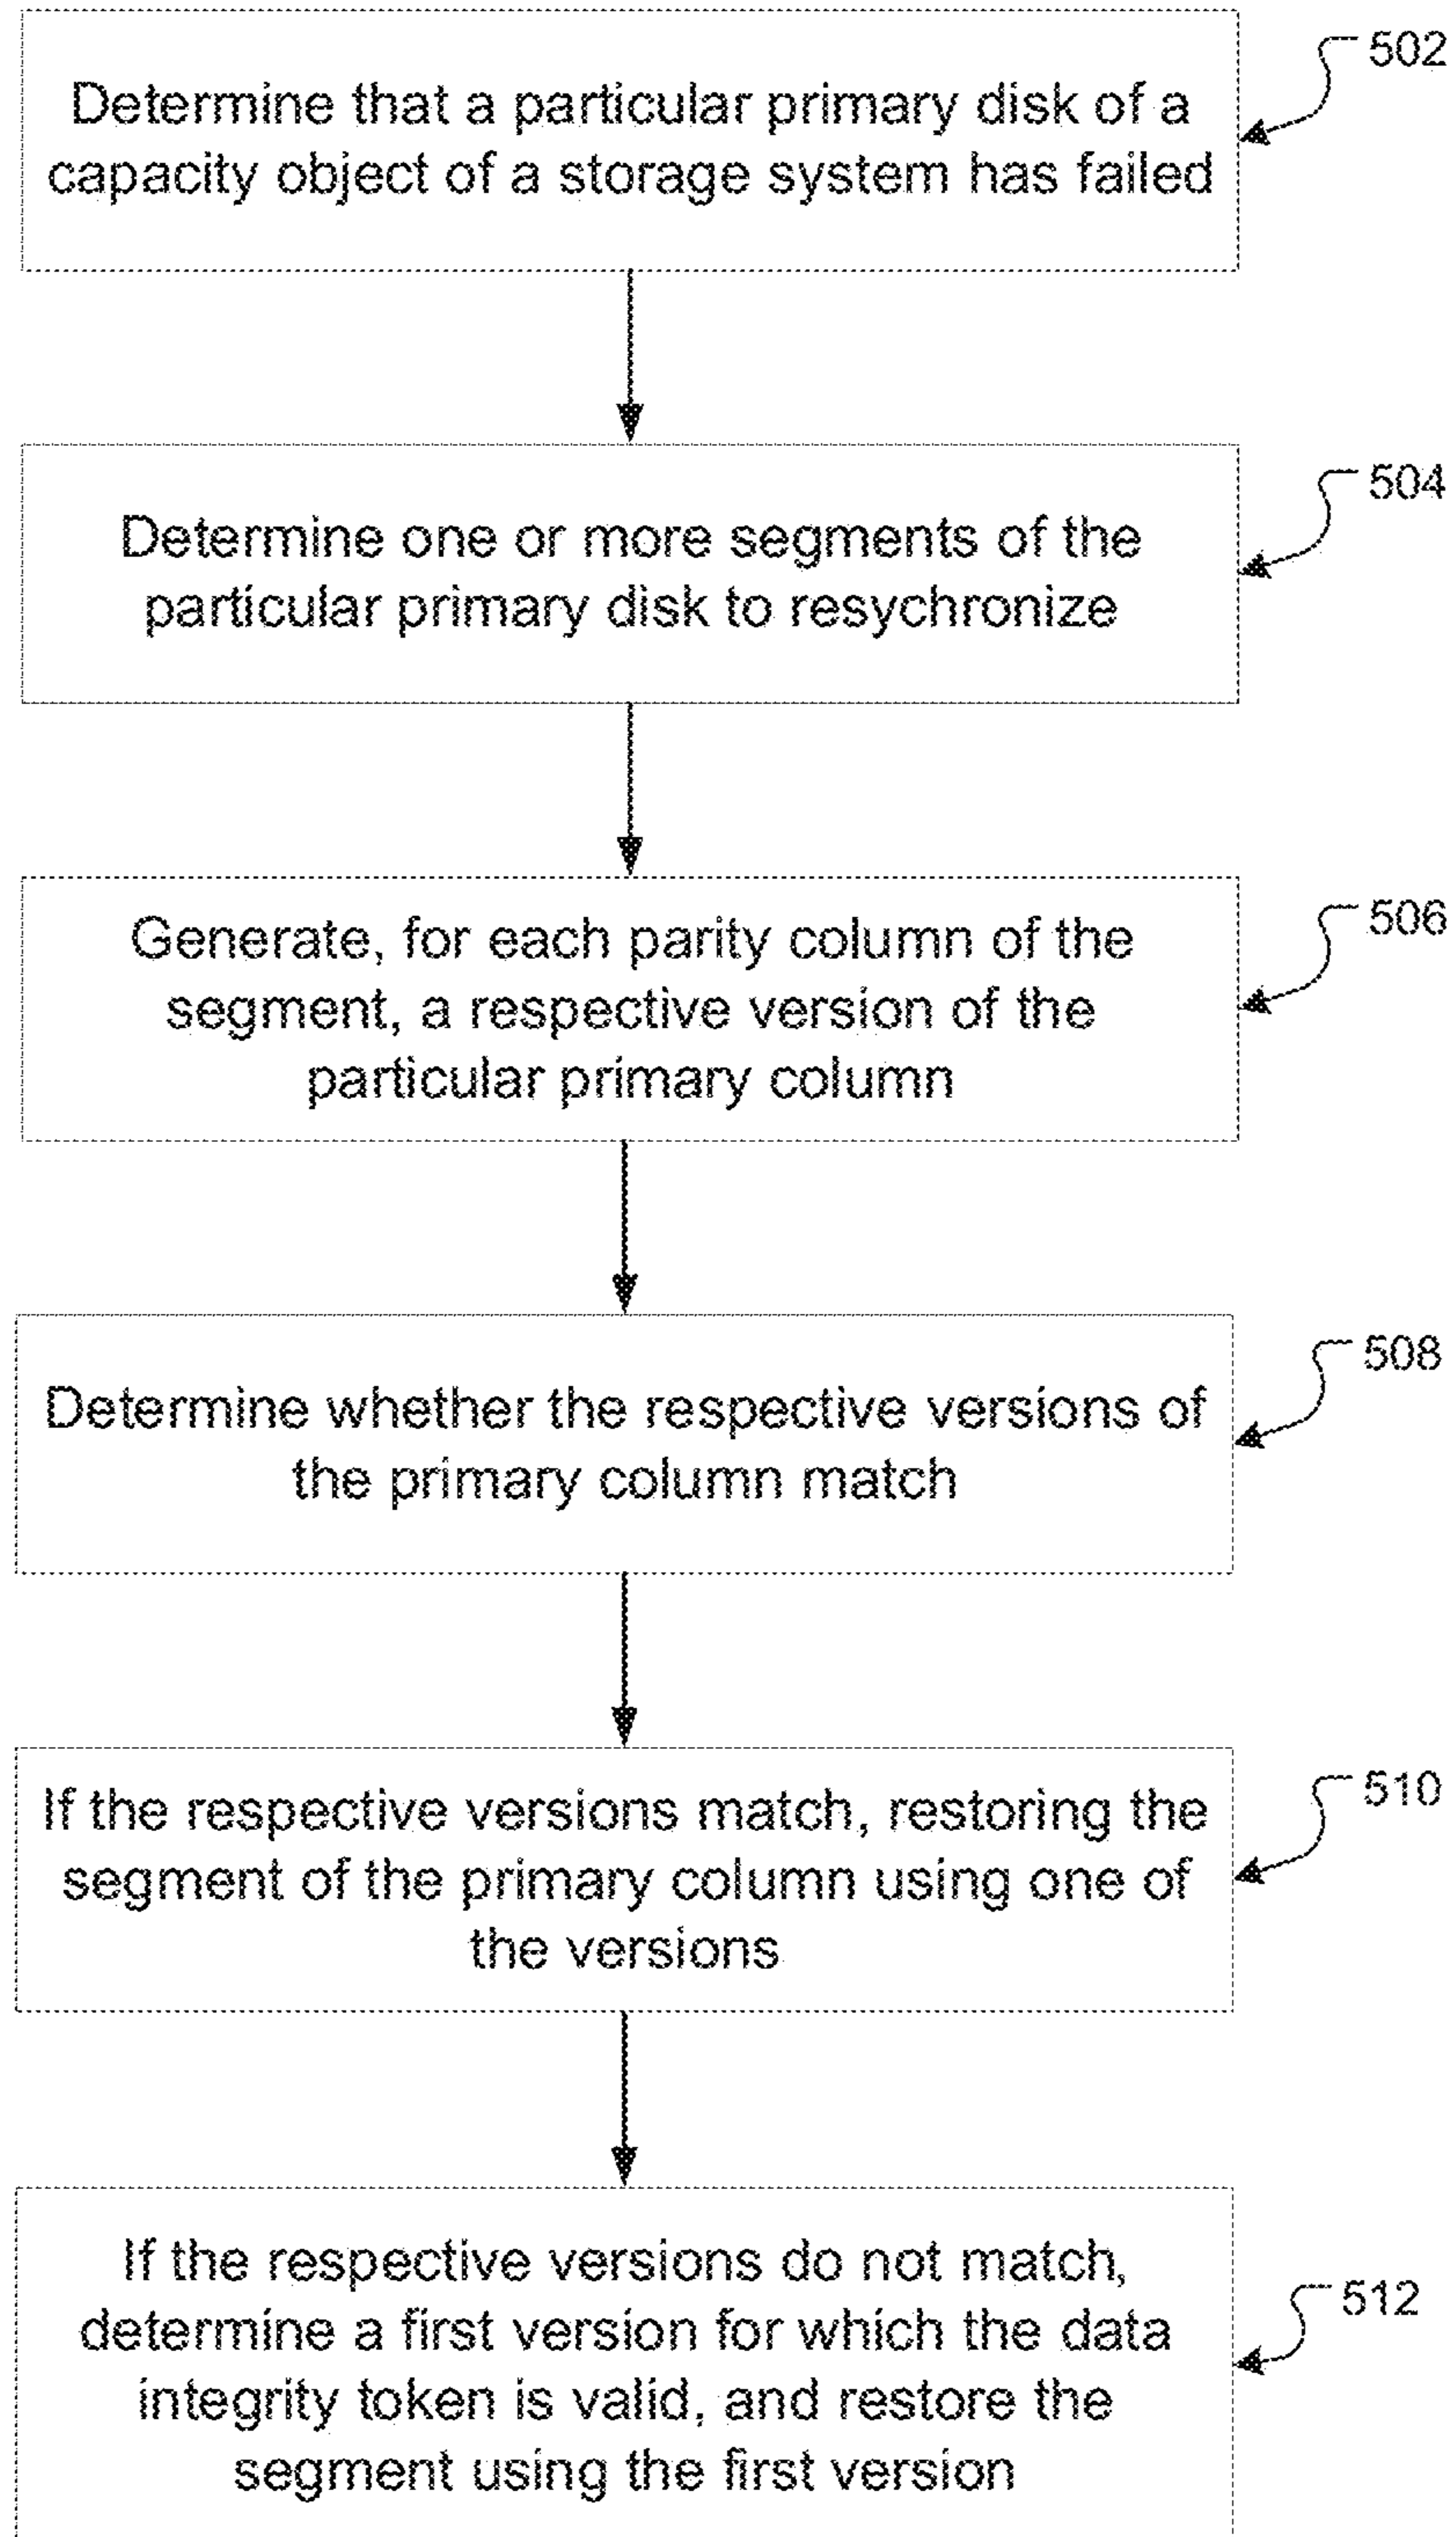 Determine that a particular primary disk of a
capacity object of a storage system has failed
502
Determine one or more segments of the
particular primary disk to resychronize
504
Generate, for each parity column of the
segment, a respective version of the
particular primary column
506
Determine whether the respective versions of
the primary column match
508
If the respective versions match, restoring the
segment of the primary column using one of
the versions
510
If the respective versions do not match,
determine a first version for which the data
integrity token is valid, and restore the
segment using the first version
512